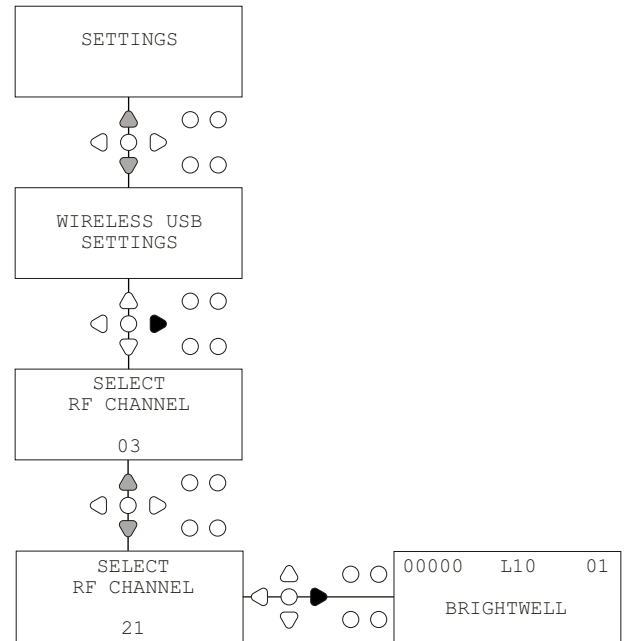 SETTINGS
WIRELESS USB
SETTINGS
SELECT
RF CHANNEL
03
SELECT
RF CHANNEL
21
00000 L10 01
BRIGHTWELL